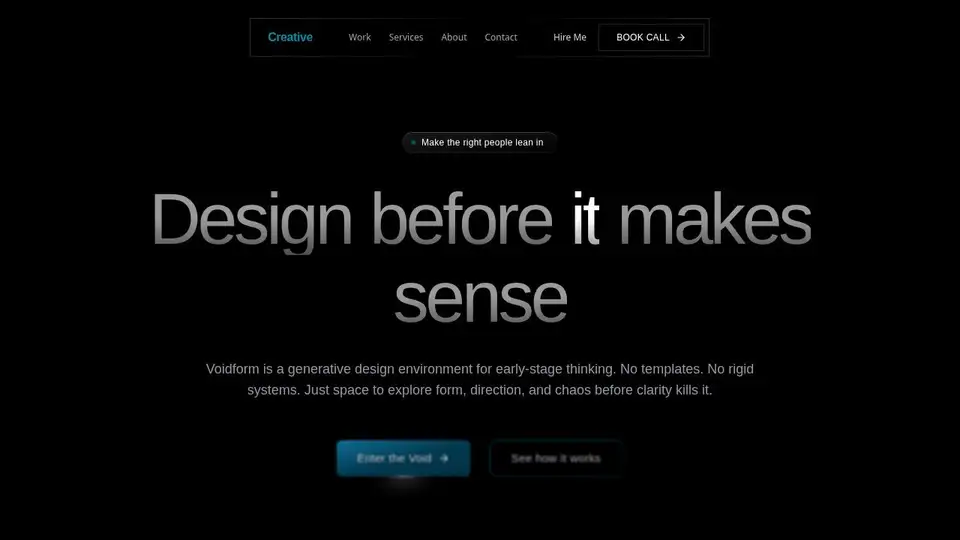 Creative
Work
Services
About
Contact
Hire Me
BOOK CALL
Make the right people lean in
Design before it makes
sense
Voidform is a generative design environment for early-stage thinking. No templates. No rigid
systems. Just space to explore form, direction, and chaos before clarity kills it.
Enter the Void
See how it works